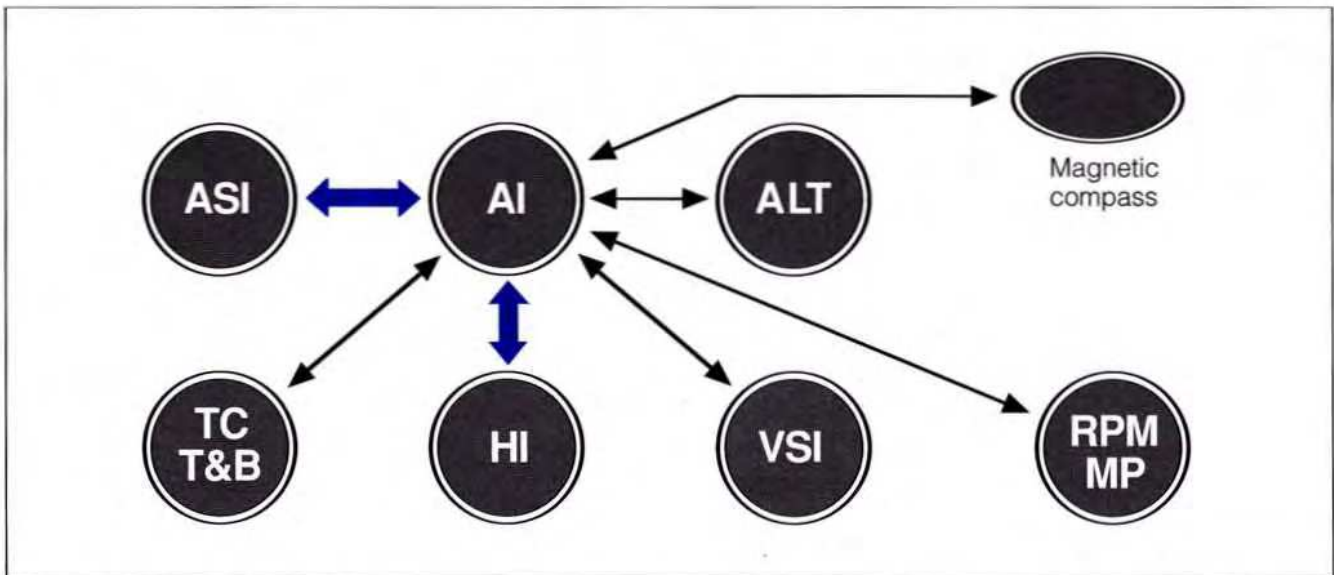 Magnetic
compass
ASI
AI
ALT
TC
T&B
HI
VSI
RPM
MP